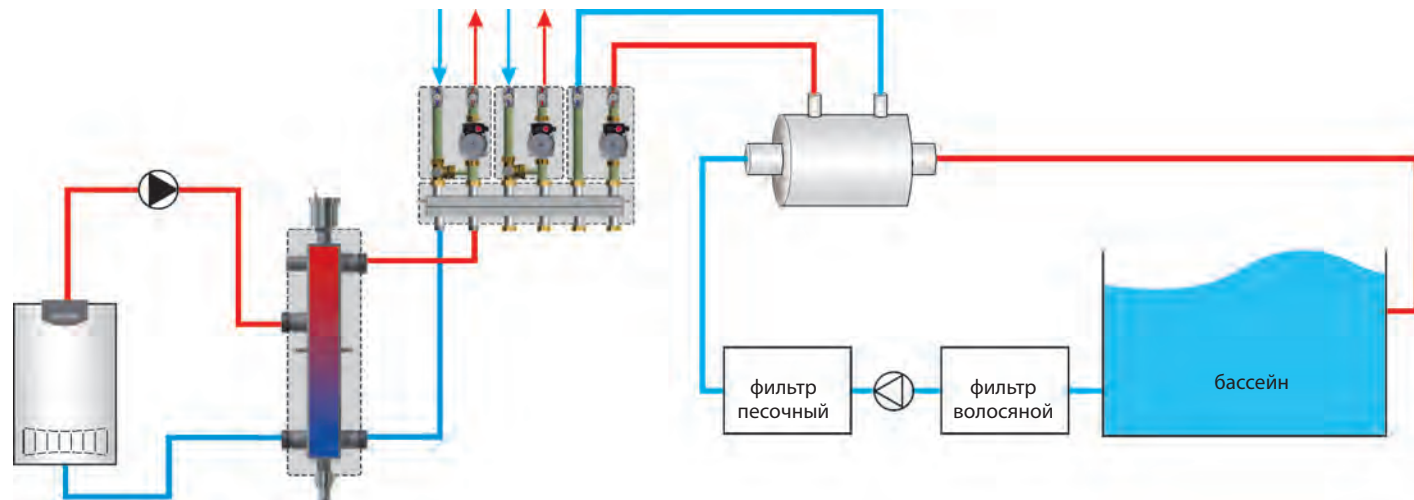 фильтр
песочный
фильтр
волосяной
бассейн